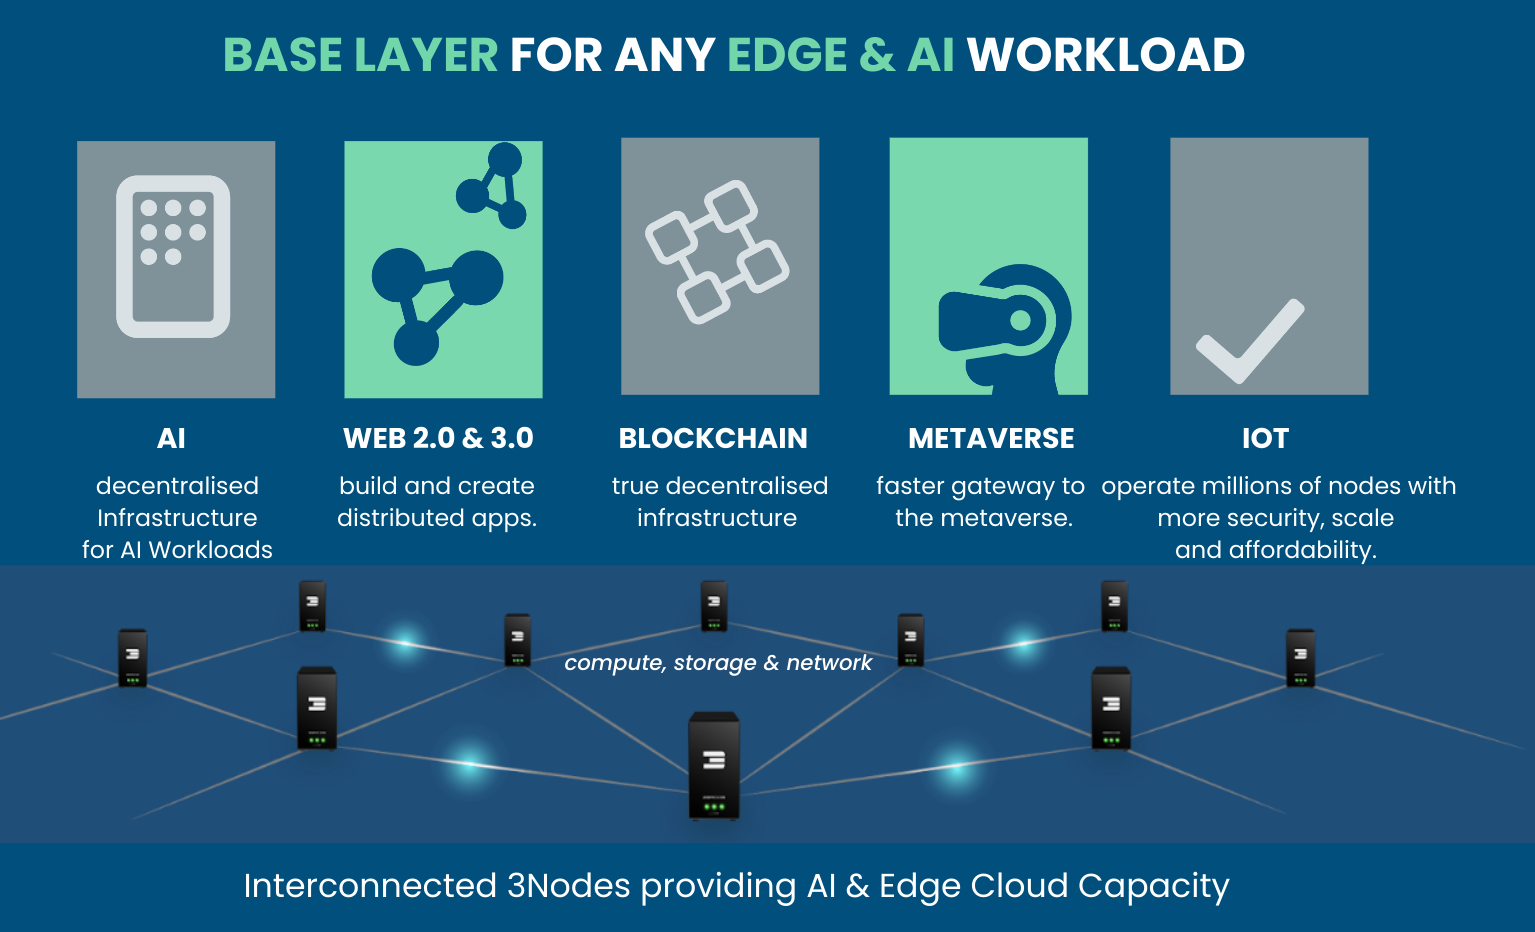 BASE LAYER FOR ANY EDGE & AI WORKLOAD
AI
decentralised
Infrastructure
for AI Workloads
WEB 2.0 & 3.0
build and create
distributed apps.
BLOCKCHAIN
true decentralised
infrastructure
METAVERSE
faster gateway to
the metaverse.
IOT
operate millions of nodes with
more security, scale
and affordability.
compute, storage & network
Interconnected 3Nodes providing AI & Edge Cloud Capacity